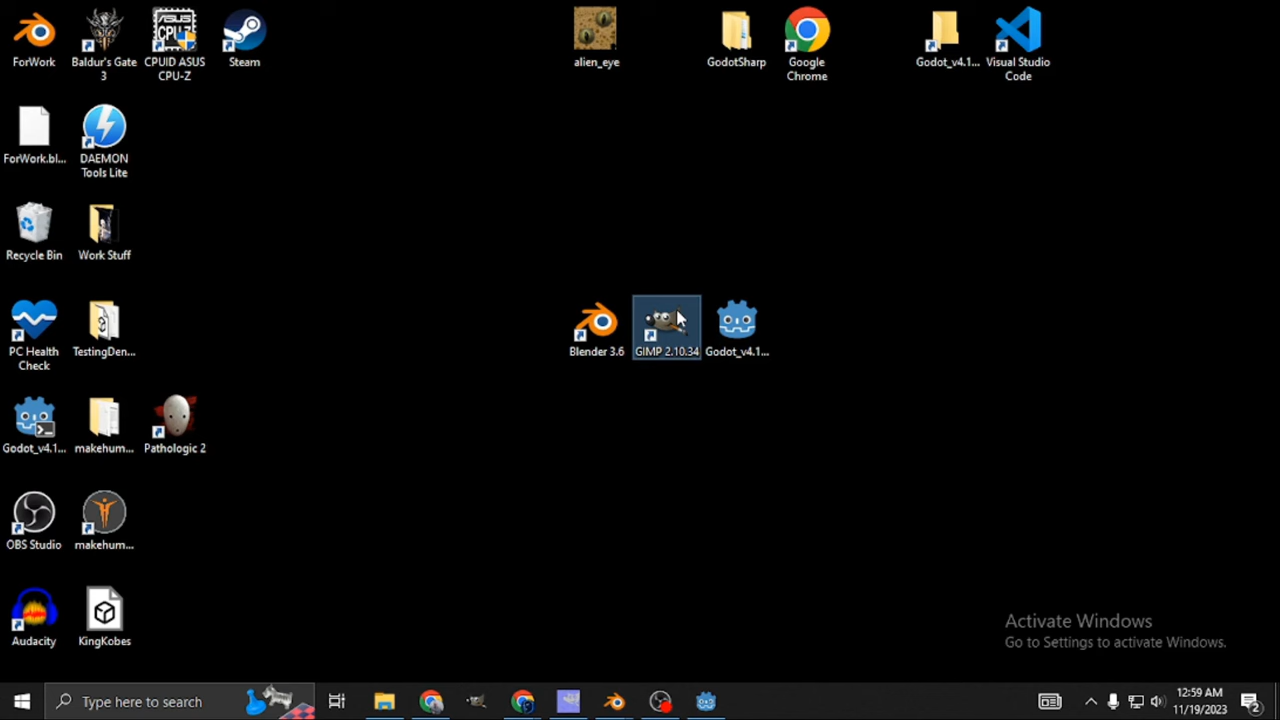 ForWork
Baldur's Gate
3
CPUID ASUS
CPU-Z
Steam
alien_eye
GodotSharp
Google
Chrome
Godot_v4.1...
Visual Studio
Code
ASUS
CPU-Z
ForWork.bl...
DAEMON
Tools Lite
Recycle Bin
Work Stuff
PC Health
Check
TestingDen...
Blender 3.6
GIMP 2.10.34
Godot_v4.1...
Godot_v4.1...
makehum...
Pathologic 2
OBS Studio
makehum...
Audacity
KingKobes
Activate Windows
Go to Settings to activate Windows.
Type here to search
12:59 AM
11/19/2023
2